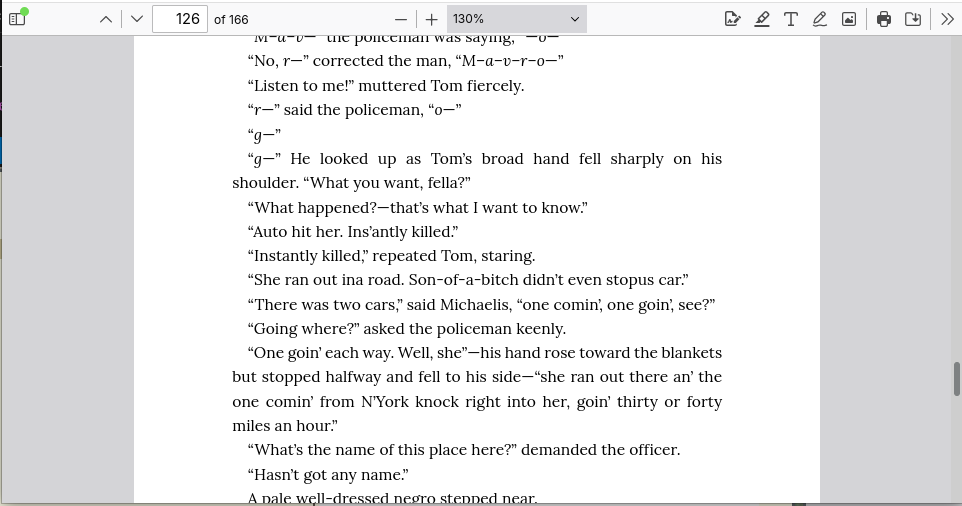 126 of 166
130%
“M–a–v—” the policeman was saying, “—o—”
“No, r—” corrected the man, “M–a–v–r–o—”
“Listen to me!” muttered Tom fiercely.
“r—” said the policeman, “o—”
“g—”
“g—” He looked up as Tom’s broad hand fell sharply on his
shoulder. “What you want, fella?”
“What happened?—that’s what I want to know.”
“Auto hit her. Ins’antly killed.”
“Instantly killed,” repeated Tom, staring.
“She ran out ina road. Son-of-a-bitch didn’t even stopus car.”
“There was two cars,” said Michaelis, “one comin’, one goin’, see?”
“Going where?” asked the policeman keenly.
“One goin’ each way. Well, she”—his hand rose toward the blankets
but stopped halfway and fell to his side—“she ran out there an’ the
one comin’ from N’York knock right into her, goin’ thirty or forty
miles an hour.”
“What’s the name of this place here?” demanded the officer.
“Hasn’t got any name.”
A pale well-dressed negro stepped near.